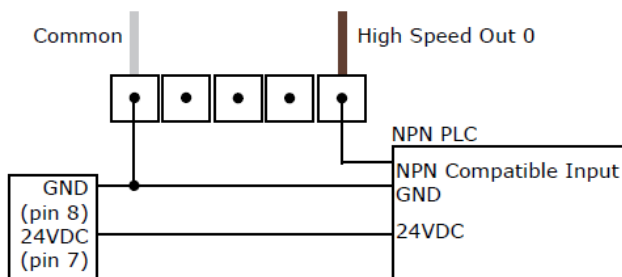 Common
High Speed Out 0
NPN PLC
NPN Compatible Input
GND
GND
(pin 8)
24VDC
24VDC
(pin 7)